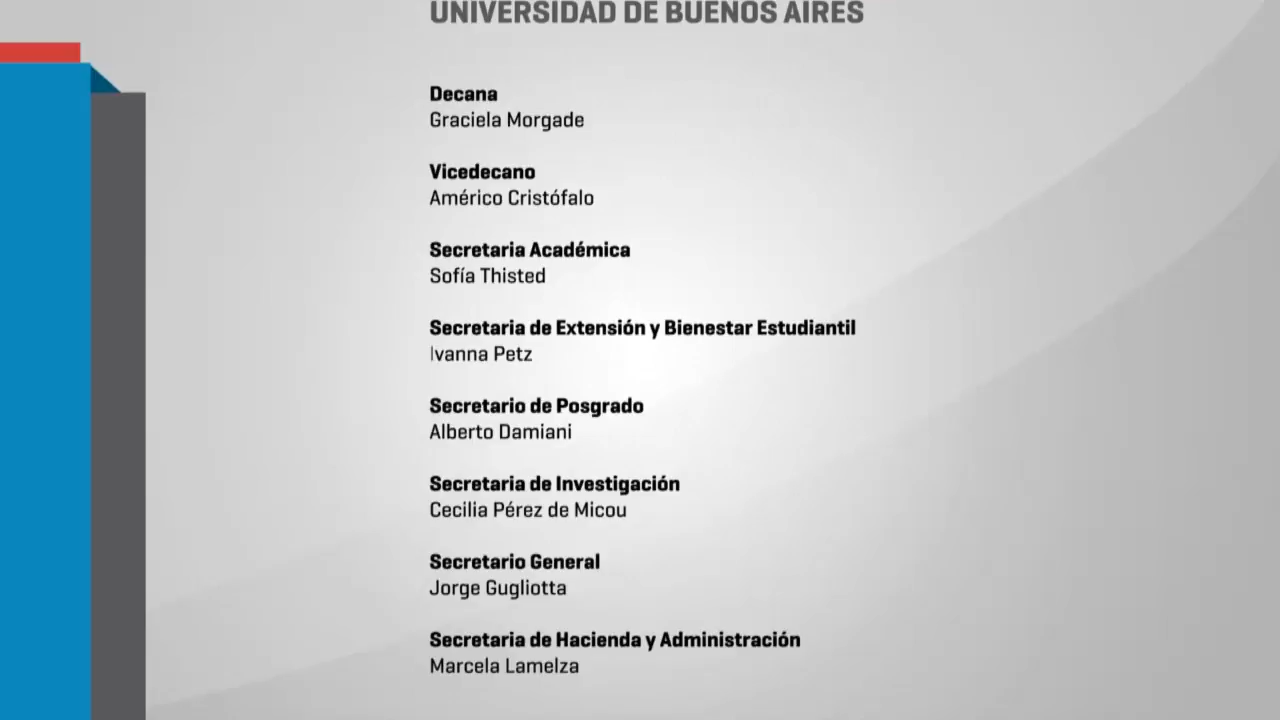 UNIVERSIDAD DE BUENOS AIRES
Decana
Graciela Morgade
Vicedecano
Américo Cristófalo
Secretaria Académica
Sofía Thisted
Secretaria de Extensión y Bienestar Estudiantil
Ivanna Petz
Secretario de Posgrado
Alberto Damiani
Secretaria de Investigación
Cecilia Pérez de Micou
Secretario General
Jorge Gugliotta
Secretaria de Hacienda y Administración
Marcela Lamelza